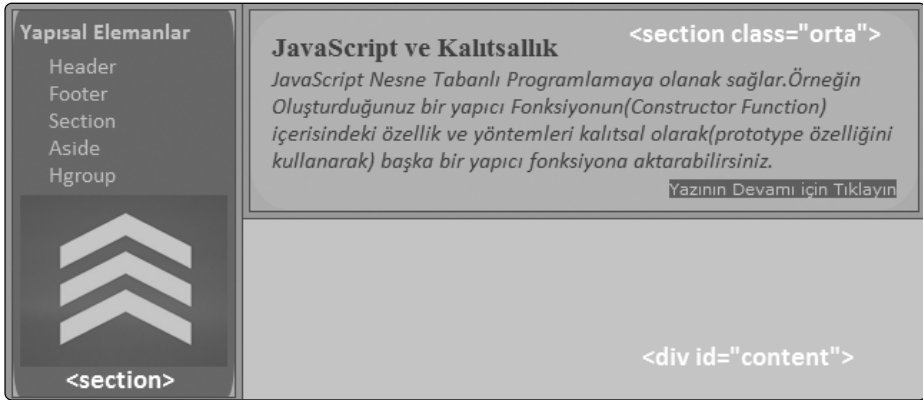 Yapısal Elemanlar
Header
Footer
Section
Aside
Hgroup
<section>
<section class="orta">
JavaScript ve Kalıtsallık
JavaScript Nesne Tabanlı Programlamaya olanak sağlar.Örneğin
Oluşturduğunuz bir yapıcı Fonksiyonun(Constructor Function)
içerisindeki özellik ve yöntemleri kalıtsal olarak(prototype özelliğini
kullanarak) başka bir yapıcı fonksiyona aktarabilirsiniz.
Yazının Devamı için Tıklayın
<div id="content">